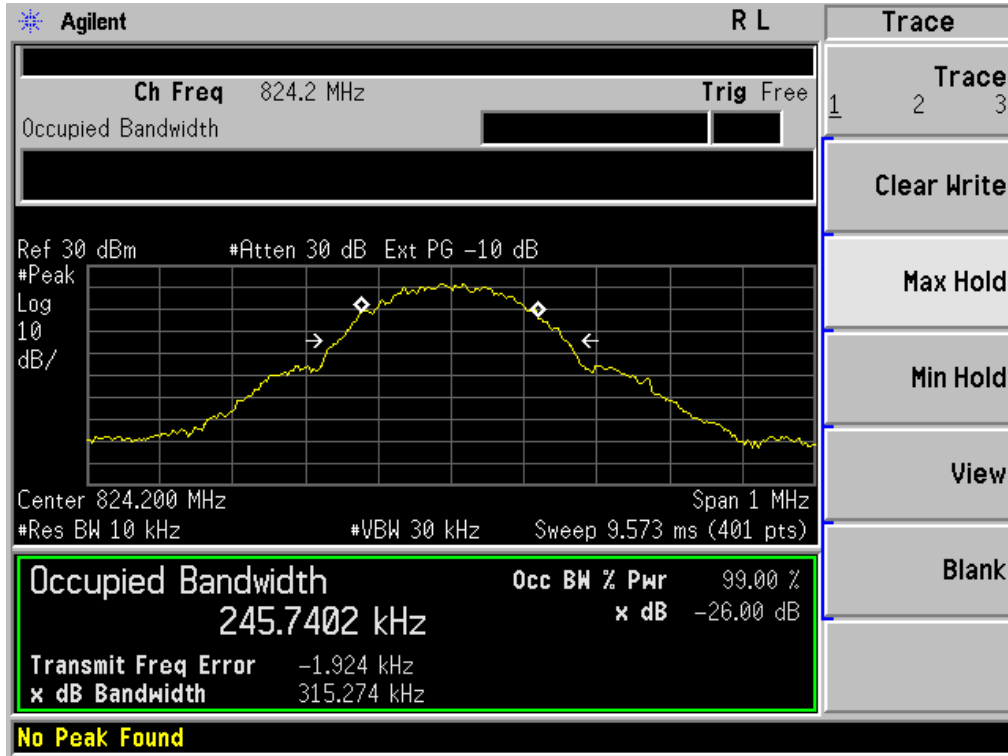 Agilent R L Trace
Ch Freq 824.2 MHz Trig Free
Occupied Bandwidth
Trace
1 2 3
Clear Write
Max Hold
Min Hold
View
Blank
Ref 30 dBm #Atten 30 dB Ext PG -10 dB
#Peak
Log
10
dB/
Center 824.200 MHz Span 1 MHz
#Res BW 10 kHz #VBW 30 kHz Sweep 9.573 ms (401 pts)
Occupied Bandwidth Occ BW % Pwr 99.00 %
245.7402 kHz x dB -26.00 dB
Transmit Freq Error -1.924 kHz
x dB Bandwidth 315.274 kHz
No Peak Found